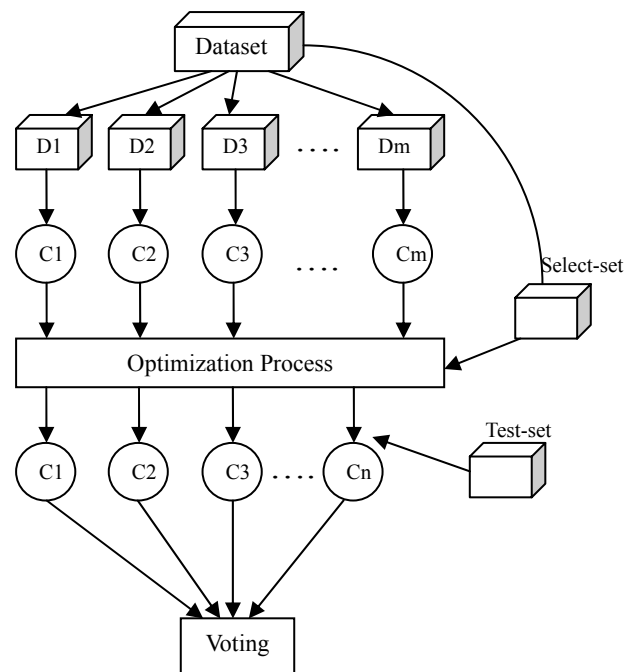 Dataset
D1 D2 D3 .... Dm
C1 C2 C3 .... Cm
Select-set
Optimization Process
Test-set
C1 C2 C3 .... Cn
Voting